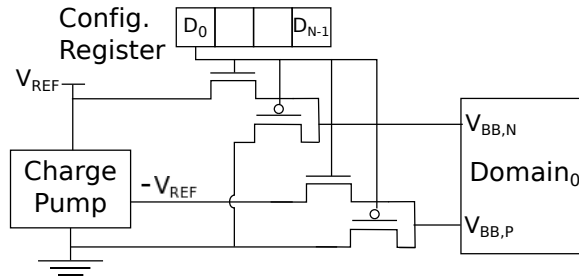 Config.
Register
D0
DN-1
VREF
Charge
Pump
-VREF
VBB,N
Domain0
VBB,P